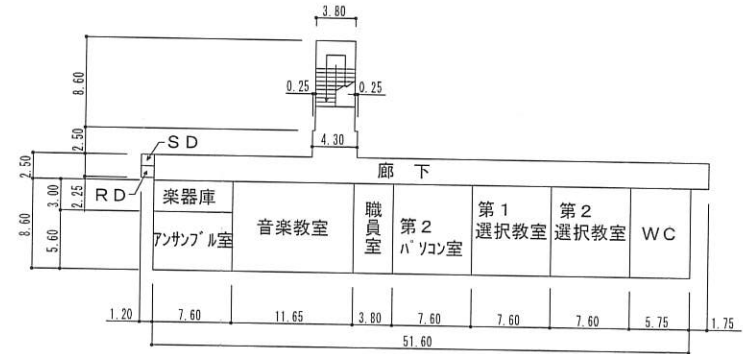 3.80
8.60
0.25
0.25
2.50
4.30
SD
2.50
廊下
RD
2.25
3.00
8.60
5.60
楽器庫
アンサンブル室
音楽教室
職員室
第2
パソコン室
第1
選択教室
第2
選択教室
WC
1.20
7.60
11.65
3.80
7.60
7.60
7.60
5.75
1.75
51.60